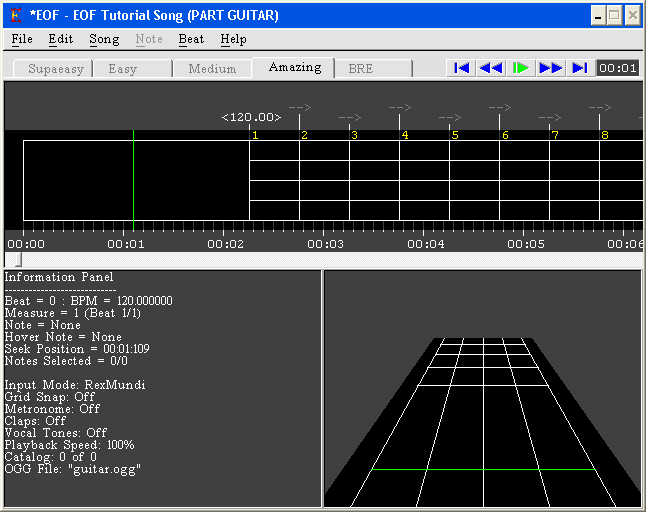 *EOF - EOF Tutorial Song (PART GUITAR)
File Edit Song Note Beat Help
Supaeasy Easy Medium Amazing BRE 00:01
<120.00> --> --> --> --> --> --> -->
1 2 3 4 5 6 7 8
00:00 00:01 00:02 00:03 00:04 00:05 00:06
Information Panel
----------------------------
Beat = 0 : BPM = 120.000000
Measure = 1 (Beat 1/1)
Note = None
Hover Note = None
Seek Position = 00:01:109
Notes Selected = 0/0
Input Mode: RexMundi
Grid Snap: Off
Metronome: Off
Claps: Off
Vocal Tones: Off
Playback Speed: 100%
Catalog: 0 of 0
OGG File: "guitar.ogg"